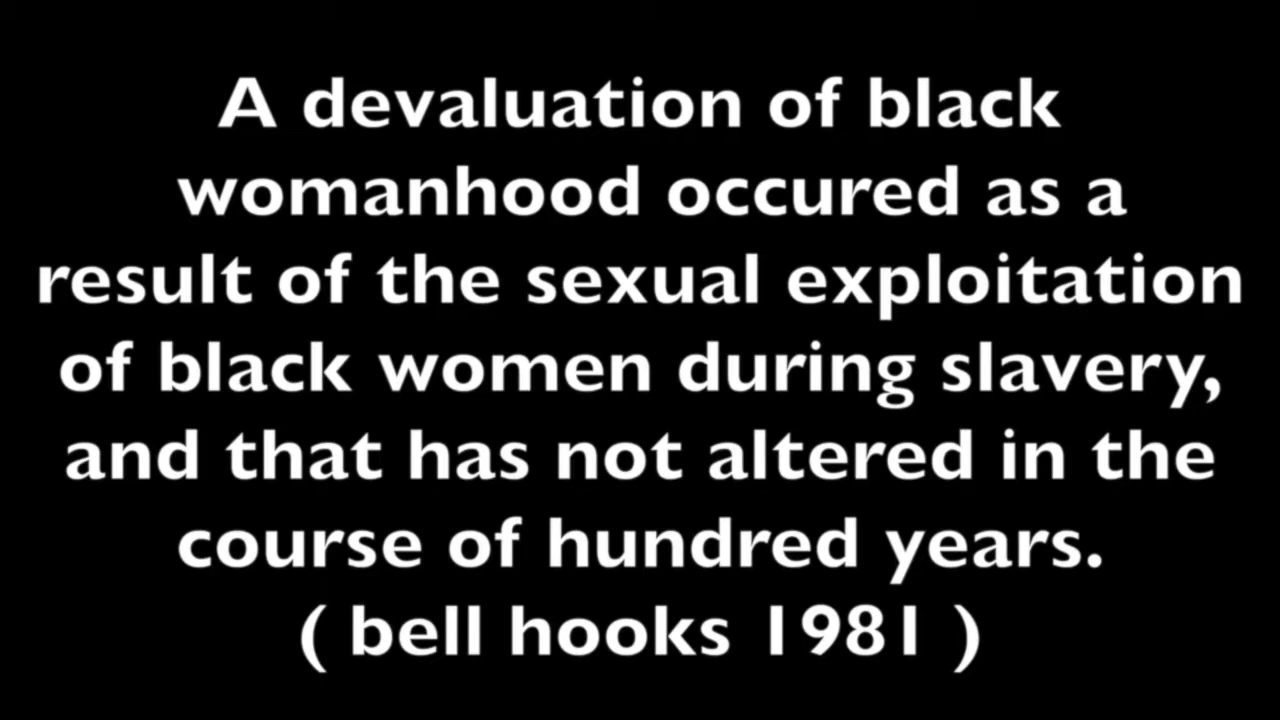 A devaluation of black
womanhood occured as a
result of the sexual exploitation
of black women during slavery,
and that has not altered in the
course of hundred years.
( bell hooks 1981 )